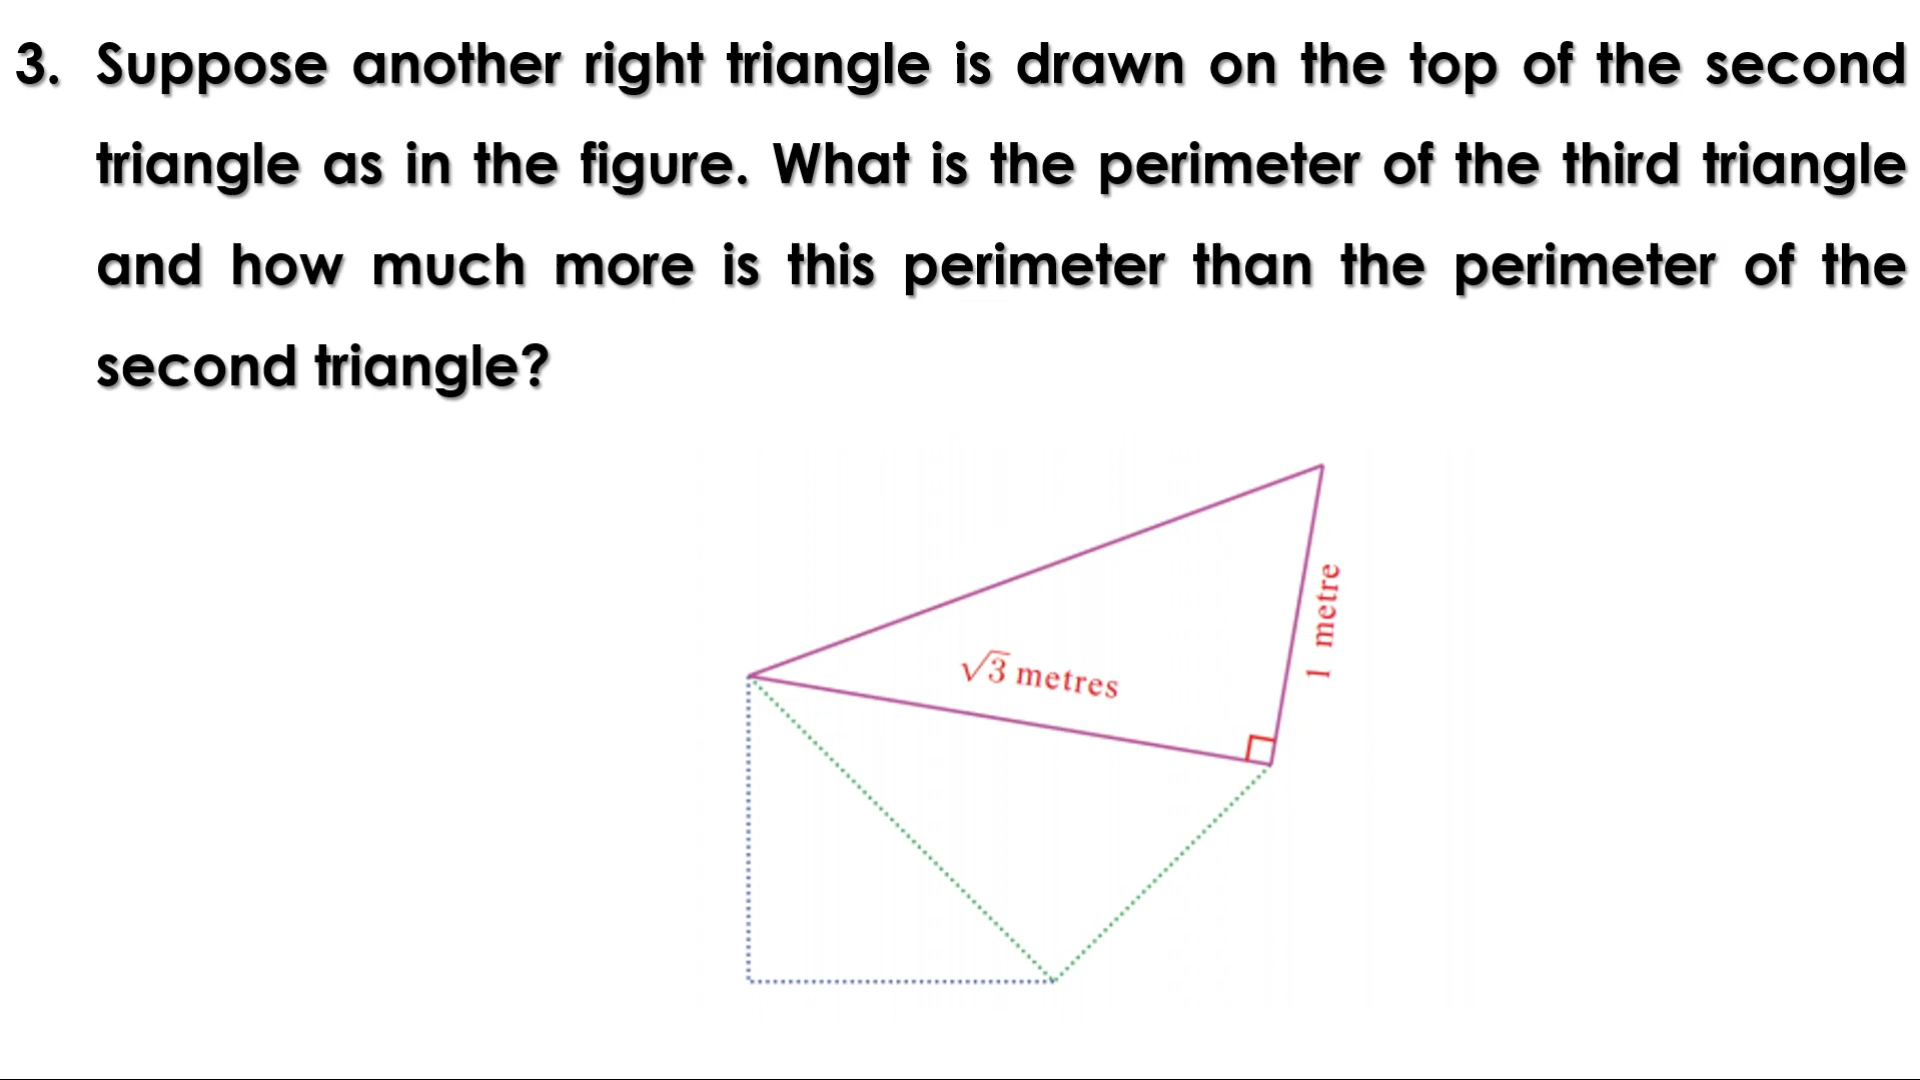 3. Suppose another right triangle is drawn on the top of the second
triangle as in the figure. What is the perimeter of the third triangle
and how much more is this perimeter than the perimeter of the
second triangle?
√3 metres
1 metre